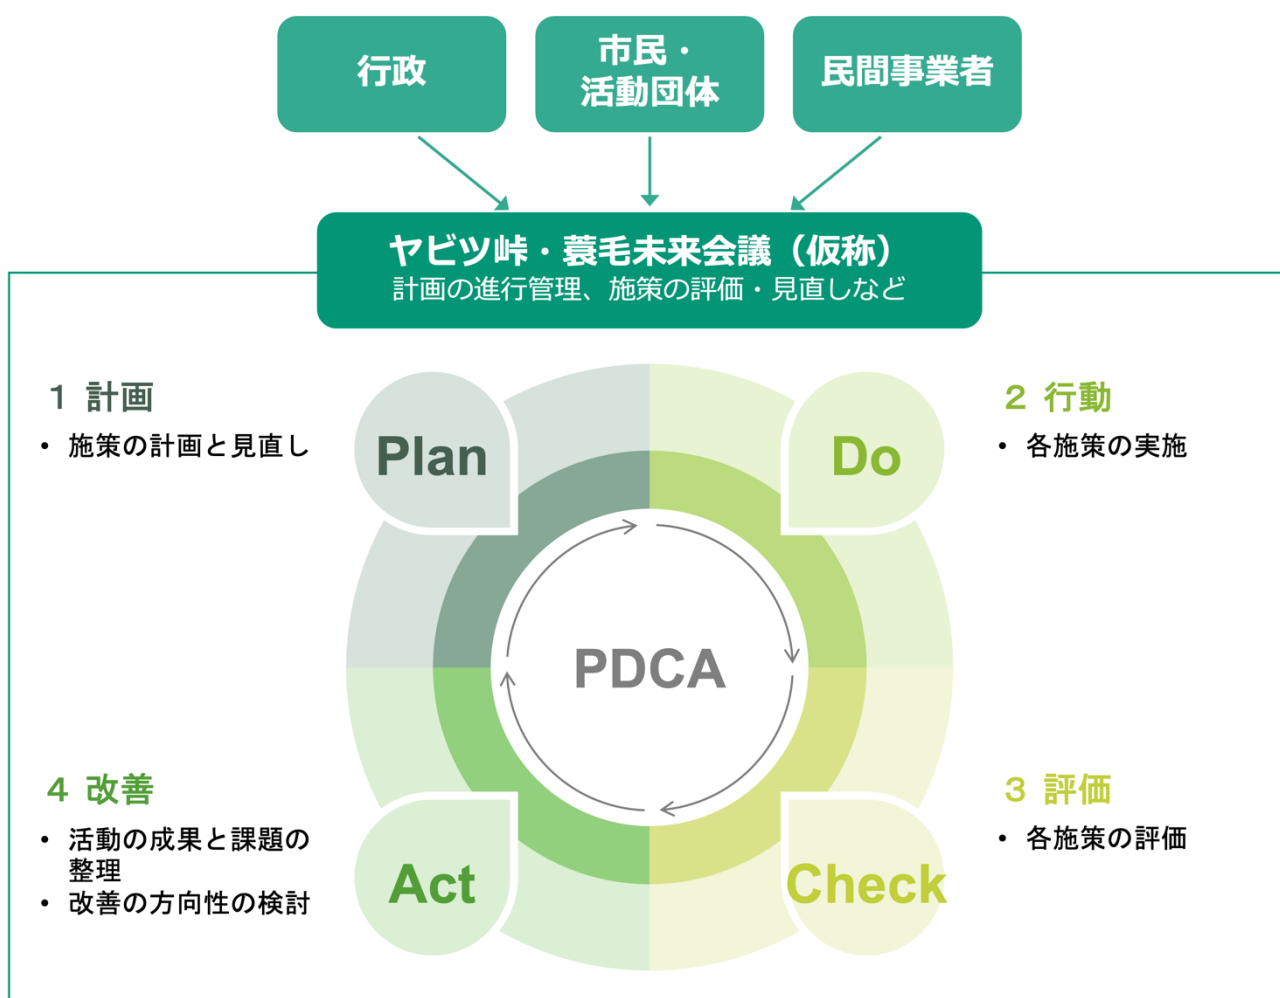 行政
市民・
活動団体
民間事業者
ヤビツ峠・蓑毛未来会議（仮称）
計画の進行管理、施策の評価・見直しなど
1 計画
• 施策の計画と見直し
Plan
Do
2 行動
• 各施策の実施
PDCA
4 改善
• 活動の成果と課題の
整理
• 改善の方向性の検討
Act
Check
3 評価
• 各施策の評価